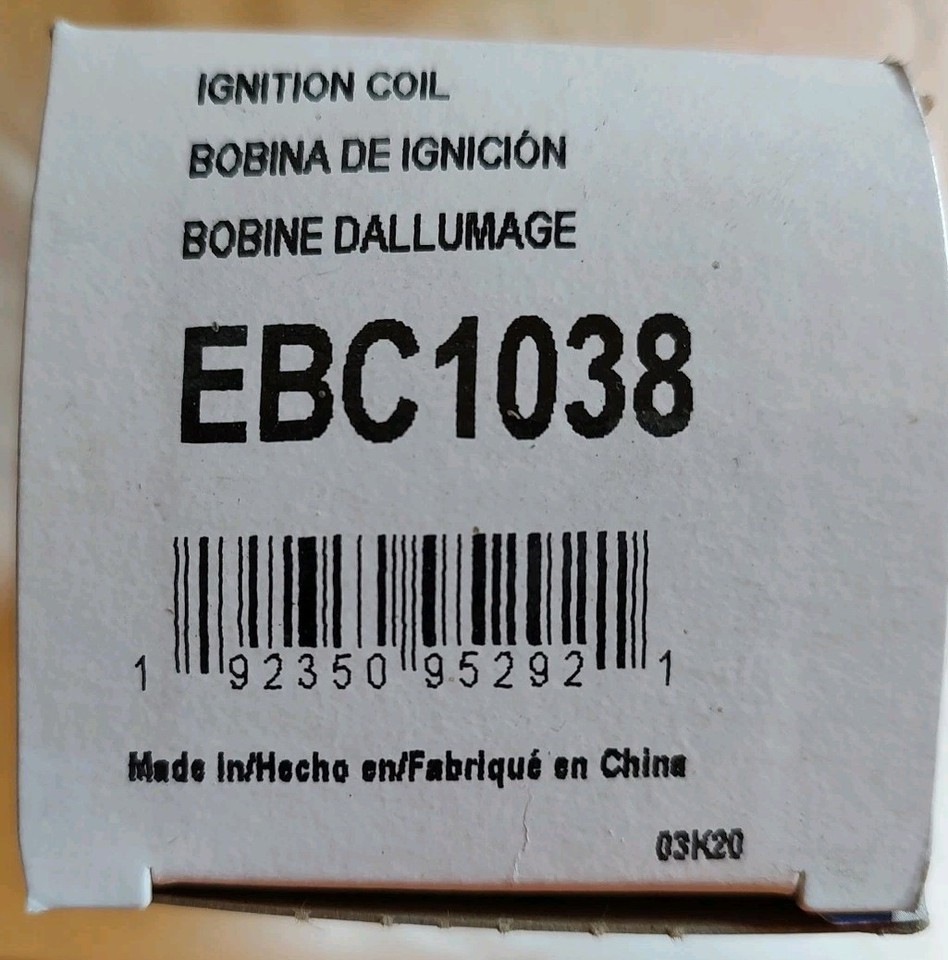 IGNITION COIL
BOBINA DE IGNICIÓN
BOBINE DALLUMAGE
EBC1038
1 92350 95292 1
Made In/Hecho en/Fabriqué en China
03K20